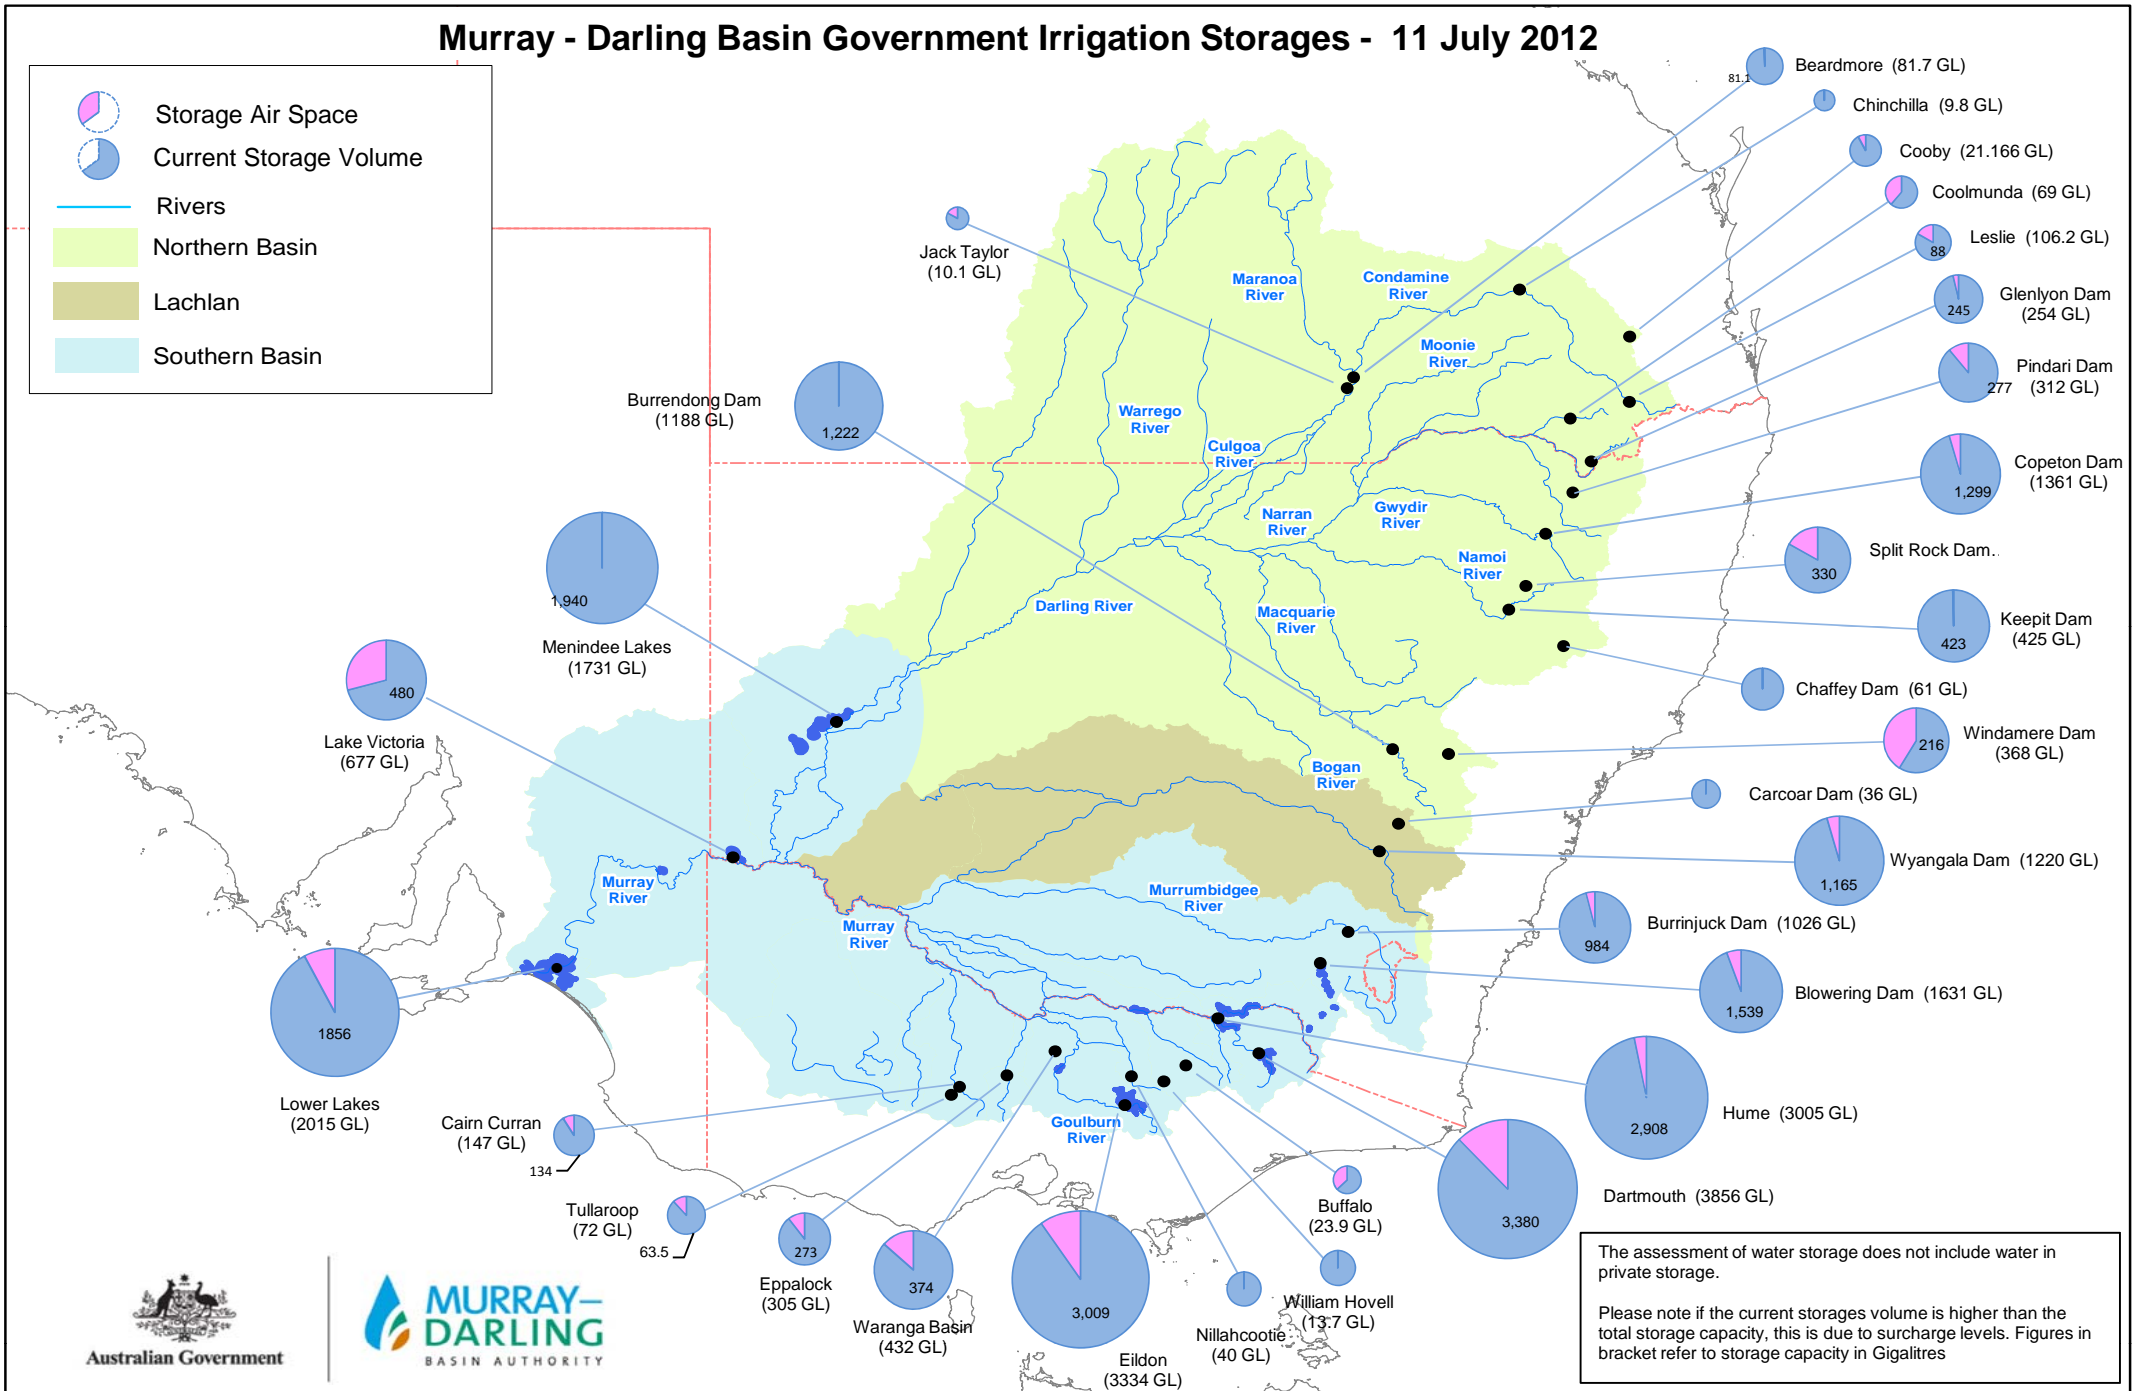 Murray - Darling Basin Government Irrigation Storages - 11 July 2012
Storage Air Space
Current Storage Volume
Rivers
Northern Basin
Lachlan
Southern Basin
81.1
Beardmore (81.7 GL)
Chinchilla (9.8 GL)
Cooby (21.166 GL)
Coolmunda (69 GL)
Leslie (106.2 GL)
88
Glenlyon Dam
(254 GL)
245
Pindari Dam
(312 GL)
277
Copeton Dam
(1361 GL)
1,299
Split Rock Dam..
330
Keepit Dam
(425 GL)
423
Chaffey Dam (61 GL)
Windamere Dam
(368 GL)
216
Carcoar Dam (36 GL)
Wyangala Dam (1220 GL)
1,165
Burrinjuck Dam (1026 GL)
984
Blowering Dam (1631 GL)
1,539
Hume (3005 GL)
2,908
Dartmouth (3856 GL)
3,380
Jack Taylor
(10.1 GL)
Burrendong Dam
(1188 GL)
1,222
1,940
Menindee Lakes
(1731 GL)
480
Lake Victoria
(677 GL)
1856
Lower Lakes
(2015 GL)
Cairn Curran
(147 GL)
134
Tullaroop
(72 GL)
63.5
273
Eppalock
(305 GL)
374
Waranga Basin
(432 GL)
3,009
Eildon
(3334 GL)
Nillahcootie
(40 GL)
William Hovell
(13.7 GL)
Buffalo
(23.9 GL)
Maranoa
River
Condamine
River
Moonie
River
Warrego
River
Culgoa
River
Narran
River
Gwydir
River
Namoi
River
Darling River
Macquarie
River
Bogan
River
Murray
River
Murrumbidgee
River
Murray
River
Goulburn
River
Australian Government
MURRAY–
DARLING
BASIN AUTHORITY
The assessment of water storage does not include water in
private storage.
Please note if the current storages volume is higher than the
total storage capacity, this is due to surcharge levels. Figures in
bracket refer to storage capacity in Gigalitres